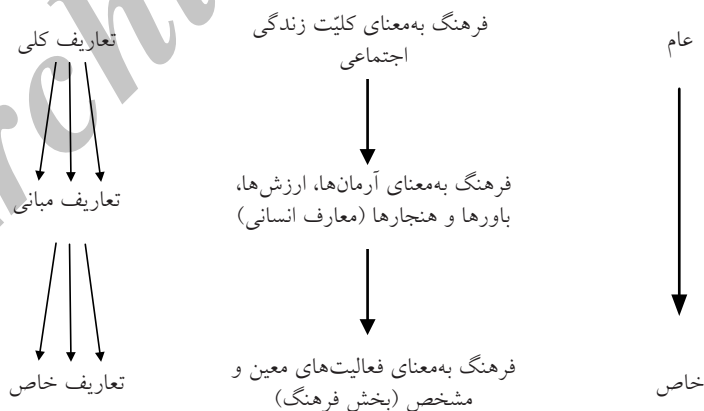 عام
فرهنگ به‌معنای کلیّت زندگی
اجتماعی
تعاریف کلی
فرهنگ به‌معنای آرمان‌ها، ارزش‌ها،
باورها و هنجارها (معارف انسانی)
تعاریف مبانی
خاص
فرهنگ به‌معنای فعالیت‌های معین و
مشخص (بخش فرهنگ)
تعاریف خاص